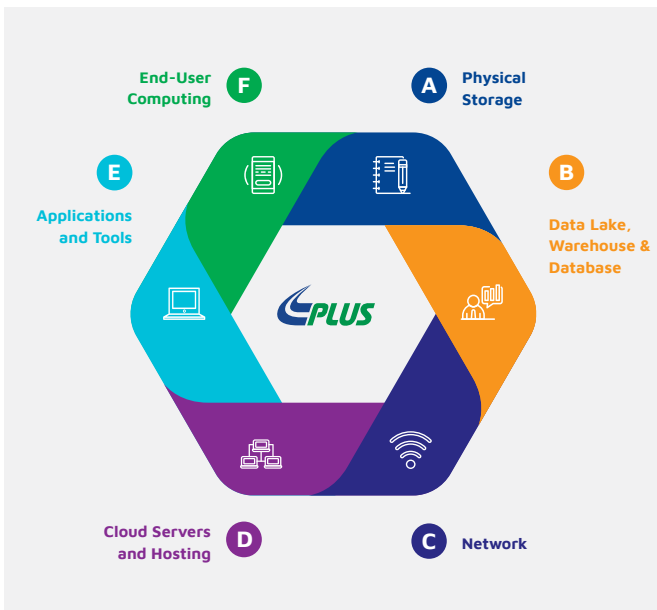 End-User
Computing
F
A
Physical
Storage
E
Applications
and Tools
B
Data Lake,
Warehouse &
Database
PLUS
Cloud Servers
and Hosting
D
C
Network